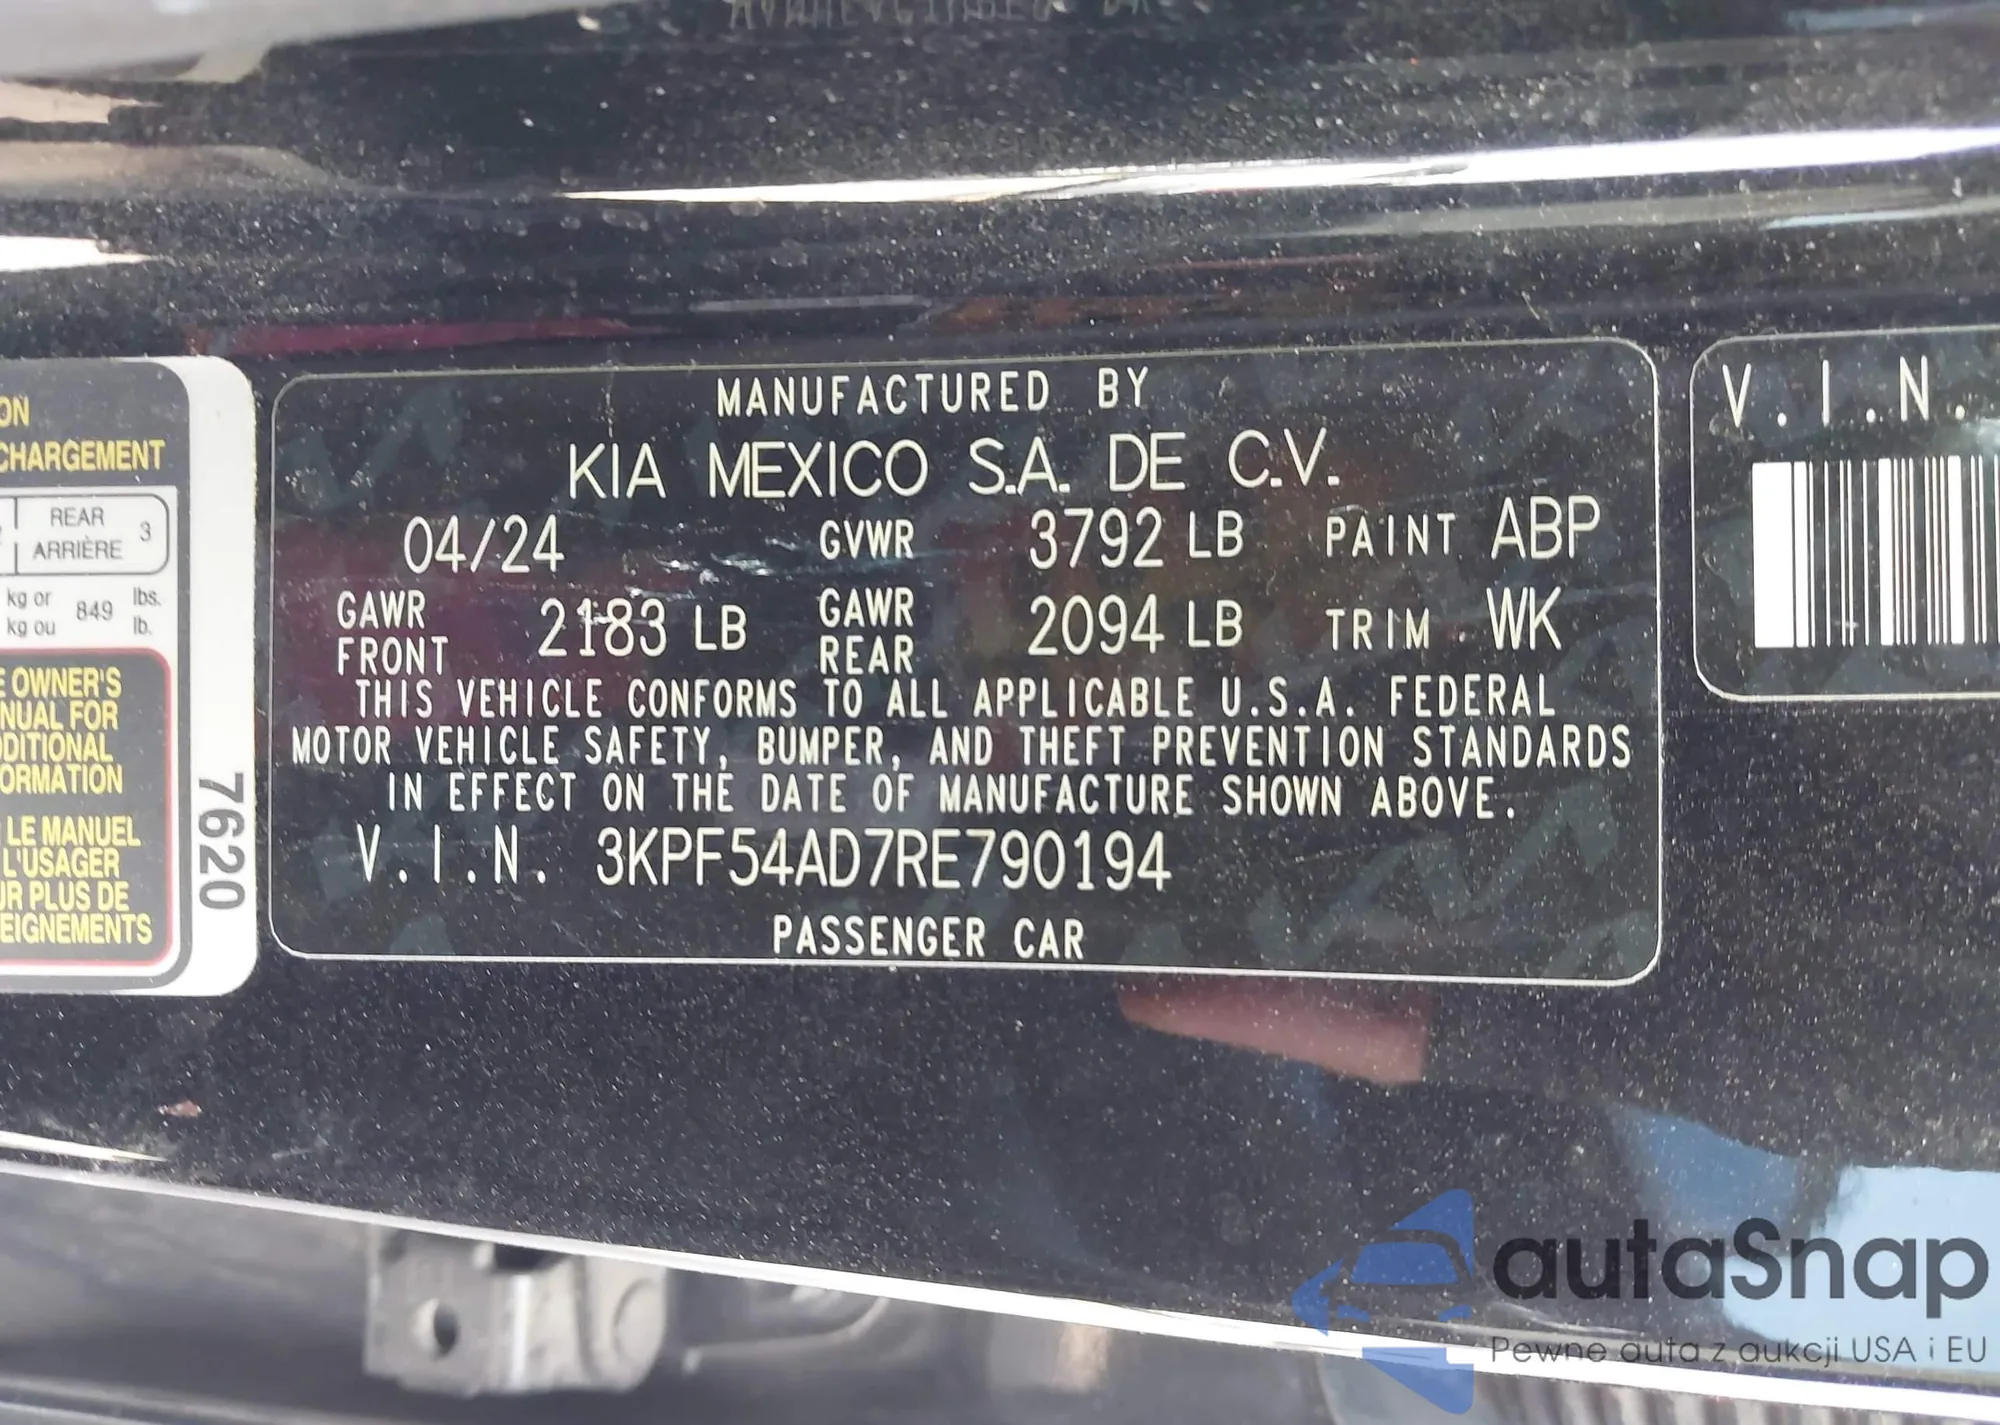 ON
CHARGEMENT
REAR 3
ARRIÈRE
kg or 849 lbs.
kg ou lb.
OWNER'S
NUAL FOR
DDITIONAL
ORMATION
LE MANUEL
L'USAGER
UR PLUS DE
EIGNEMENTS
7620
MANUFACTURED BY
KIA MEXICO S.A. DE C.V.
04/24 GVWR 3792 LB PAINT ABP
GAWR FRONT 2183 LB GAWR REAR 2094 LB TRIM WK
THIS VEHICLE CONFORMS TO ALL APPLICABLE U.S.A. FEDERAL
MOTOR VEHICLE SAFETY, BUMPER, AND THEFT PREVENTION STANDARDS
IN EFFECT ON THE DATE OF MANUFACTURE SHOWN ABOVE.
V.I.N. 3KPF54AD7RE790194
PASSENGER CAR
V.I.N.
autaSnap
Pewne auta z aukcji USA i EU